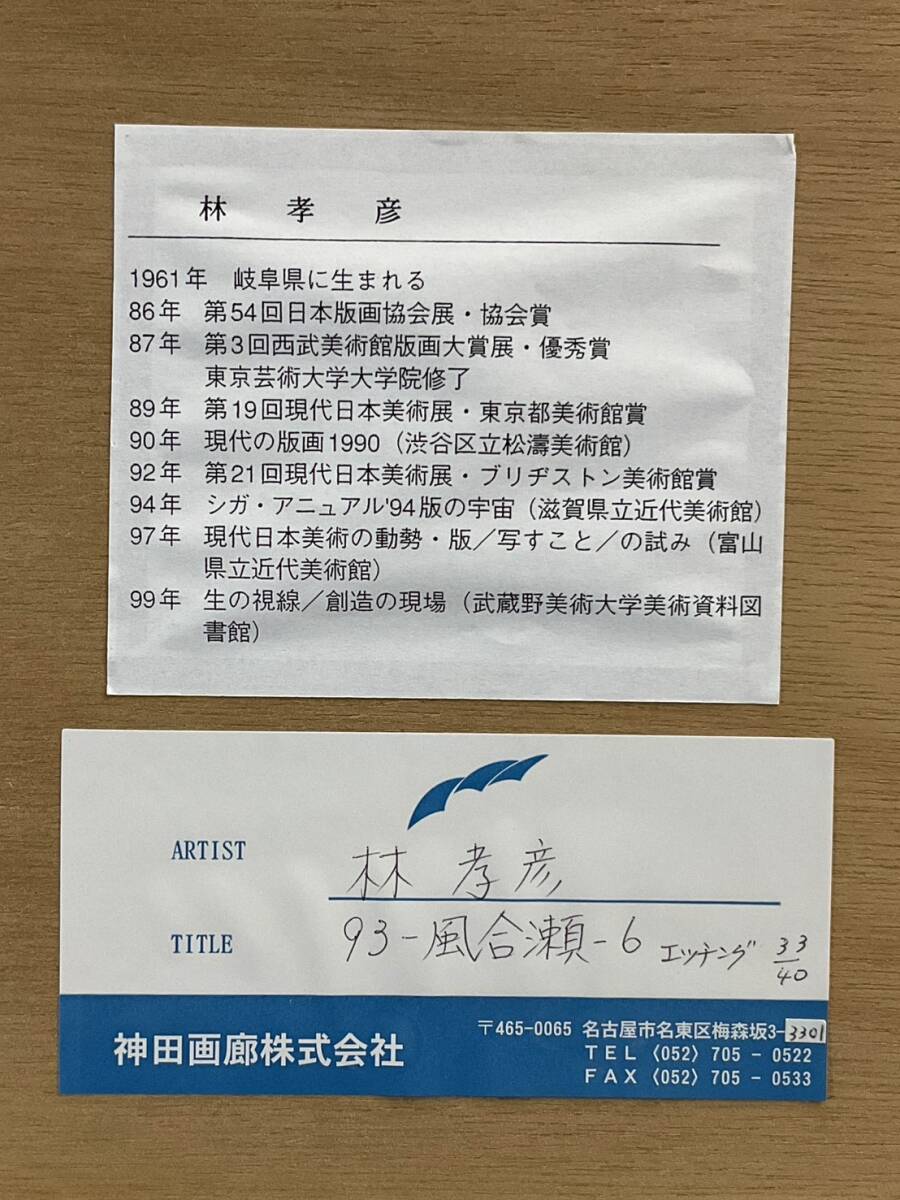 林 孝 彦
1961年 岐阜県に生まれる
86年 第54回日本版画協会展・協会賞
87年 第3回西武美術館版画大賞展・優秀賞
東京芸術大学大学院修了
89年 第19回現代日本美術展・東京都美術館賞
90年 現代の版画1990（渋谷区立松濤美術館）
92年 第21回現代日本美術展・ブリヂストン美術館賞
94年 シガ・アニュアル'94版の宇宙（滋賀県立近代美術館）
97年 現代日本美術の動勢・版／写すこと／の試み（富山
県立近代美術館）
99年 生の視線／創造の現場（武蔵野美術大学美術資料図
書館）
ARTIST 林 孝彦
TITLE 93-風合瀬-6 エッチング 33/40
神田画廊株式会社
〒465-0065 名古屋市名東区梅森坂3-3301
TEL〈052〉705-0522
FAX〈052〉705-0533